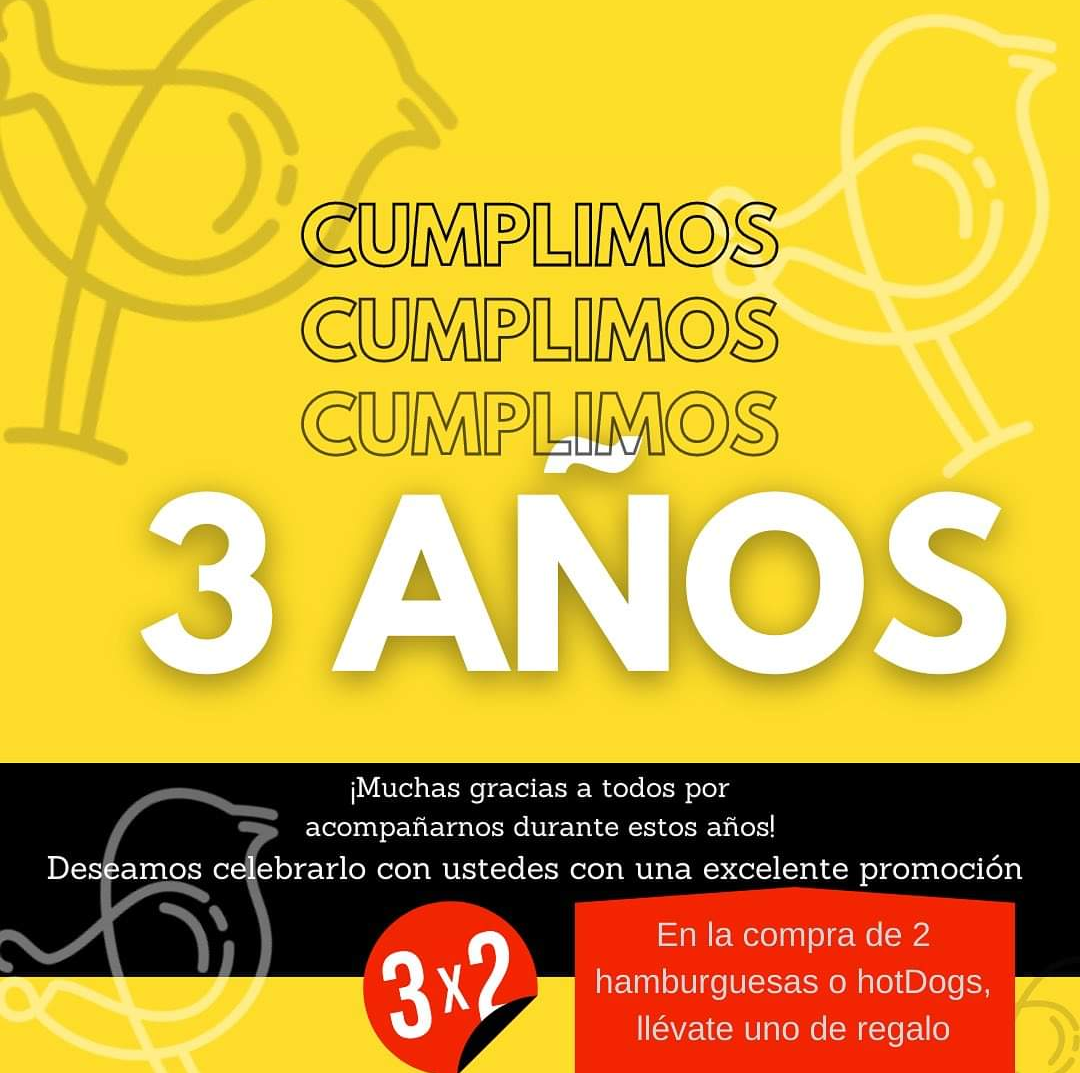 CUMPLIMOS
CUMPLIMOS
CUMPLIMOS
3 AÑOS
¡Muchas gracias a todos por
acompañarnos durante estos años!
Deseamos celebrarlo con ustedes con una excelente promoción
3x2
En la compra de 2
hamburguesas o hotDogs,
llévate uno de regalo